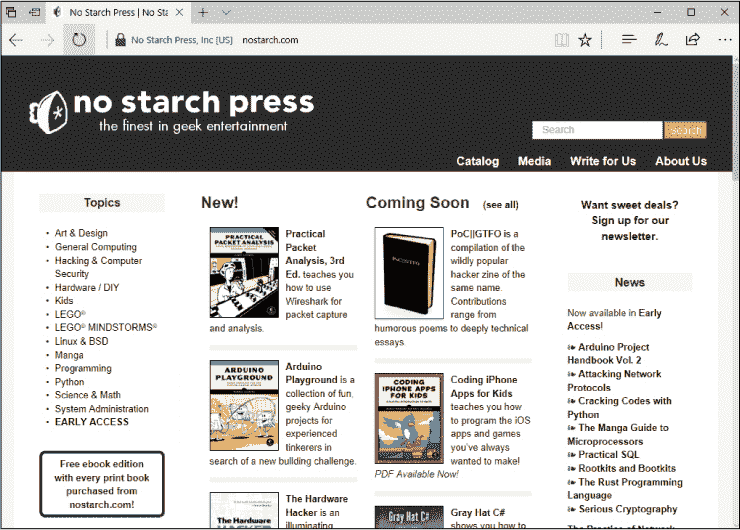 No Starch Press | No Sta
No Starch Press, Inc [US] nostarch.com
no starch press
the finest in geek entertainment
Search
search
Catalog Media Write for Us About Us
Topics
Art & Design
General Computing
Hacking & Computer
Security
Hardware / DIY
Kids
LEGO®
LEGO® MINDSTORMS®
Linux & BSD
Manga
Programming
Python
Science & Math
System Administration
EARLY ACCESS
Free ebook edition
with every print book
purchased from
nostarch.com!
New!
PRACTICAL
PACKET ANALYSIS
Practical
Packet
Analysis, 3rd
Ed. teaches you
how to use
Wireshark for
packet capture
and analysis.
ARDUINO
PLAYGROUND
Arduino
Playground is a
collection of fun,
geeky Arduino
projects for
experienced
tinkerers in
search of a new building challenge.
The Hardware
The Hardware
Hacker is an
illuminating
Coming Soon (see all)
PoC||GTFO
PoC||GTFO is a
compilation of the
wildly popular
hacker zine of the
same name.
Contributions
range from
humorous poems to deeply technical
essays.
CODING
IPHONE APPS
FOR KIDS
Coding iPhone
Apps for Kids
teaches you how
to program the iOS
apps and games
you've always
wanted to make!
PDF Available Now!
Gray Hat C#
Gray Hat C#
shows you how to
Want sweet deals?
Sign up for our
newsletter.
News
Now available in Early
Access!
Arduino Project
Handbook Vol. 2
Attacking Network
Protocols
Cracking Codes with
Python
The Manga Guide to
Microprocessors
Practical SQL
Rootkits and Bootkits
The Rust Programming
Language
Serious Cryptography
The Practice of Network